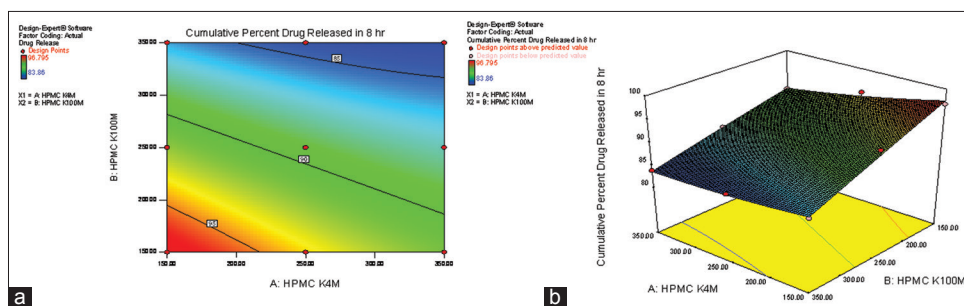 Design-Expert® Software
Factor Coding: Actual
Drug Release
Design Points
96.795
83.86
X1 = A: HPMC K4M
X2 = B: HPMC K100M
Cumulative Percent Drug Released in 8 hr
350.00
300.00
250.00
200.00
150.00
B: HPMC K100M
85
90
95
150.00
200.00
250.00
300.00
350.00
A: HPMC K4M
a
Design-Expert® Software
Factor Coding: Actual
Cumulative Percent Drug Released in 8 hr
Design points above predicted value
Design points below predicted value
96.795
83.86
X1 = A: HPMC K4M
X2 = B: HPMC K100M
Cumulative Percent Drug Released in 8 hr
100
95
90
85
80
350.00
300.00
250.00
200.00
150.00
A: HPMC K4M
150.00
200.00
250.00
300.00
350.00
B: HPMC K100M
b